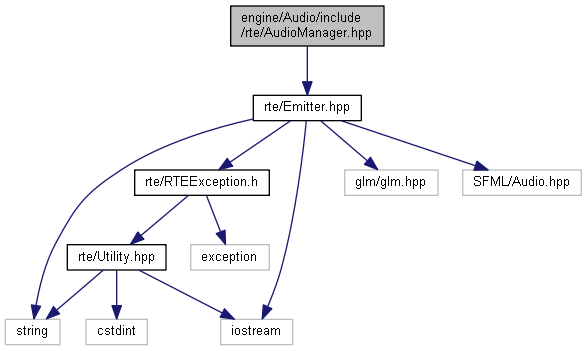 engine/Audio/include
/rte/AudioManager.hpp
rte/Emitter.hpp
rte/RTEException.h
glm/glm.hpp
SFML/Audio.hpp
rte/Utility.hpp
exception
string
cstdint
iostream